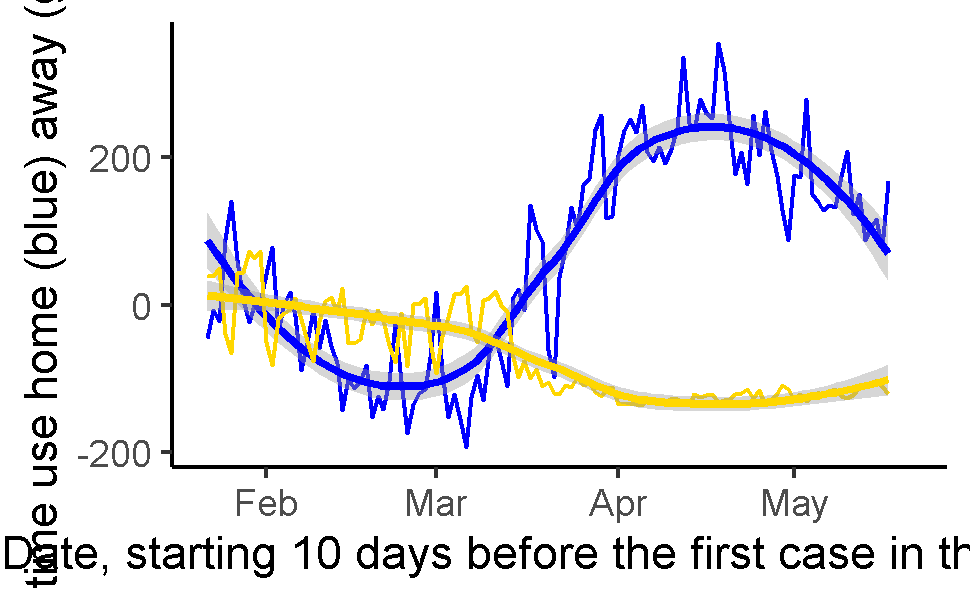 time use home (blue) away (
200
0
-200
Feb Mar Apr May
Date, starting 10 days before the first case in th